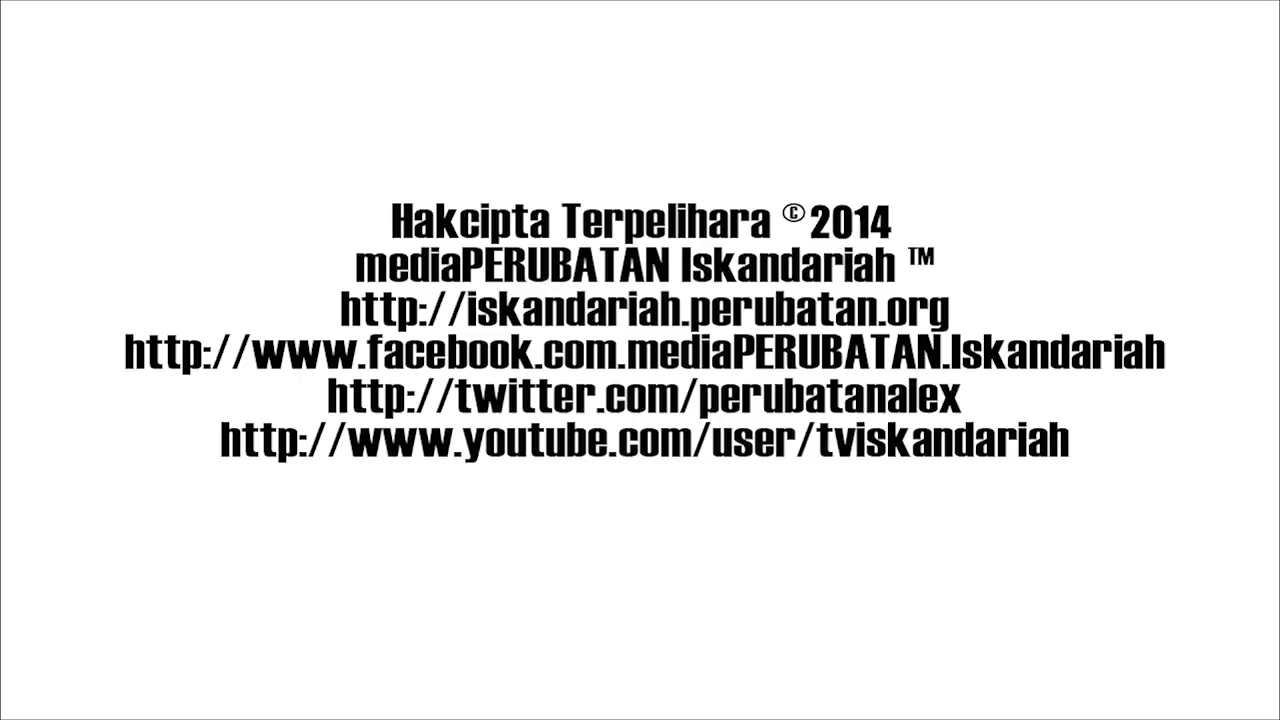 Hakcipta Terpelihara © 2014
mediaPERUBATAN Iskandariah ™
http://iskandariah.perubatan.org
http://www.facebook.com.mediaPERUBATAN.Iskandariah
http://twitter.com/perubatanalex
http://www.youtube.com/user/tviskandariah